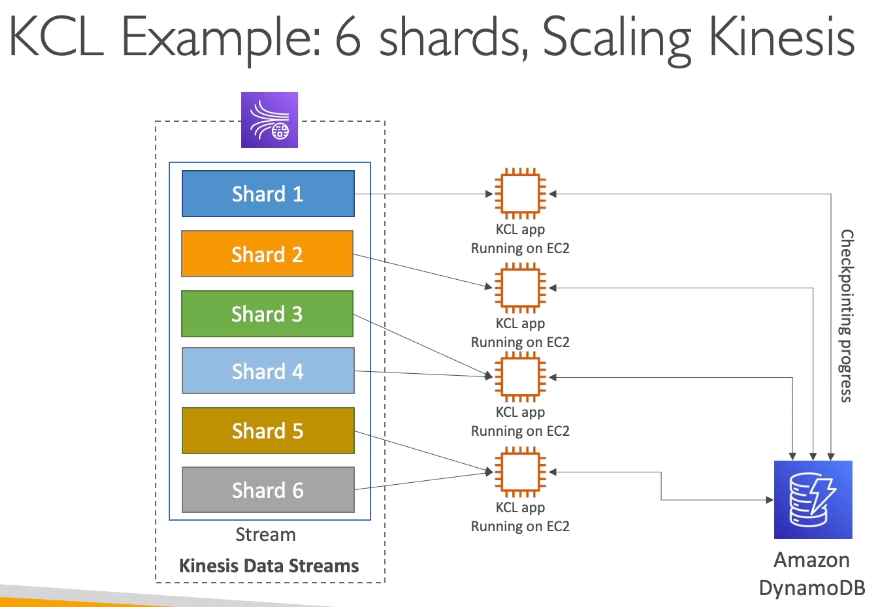 KCL Example: 6 shards, Scaling Kinesis
Shard 1
Shard 2
Shard 3
Shard 4
Shard 5
Shard 6
Stream
Kinesis Data Streams
KCL app
Running on EC2
KCL app
Running on EC2
KCL app
Running on EC2
KCL app
Running on EC2
Checkpointing progress
Amazon
DynamoDB